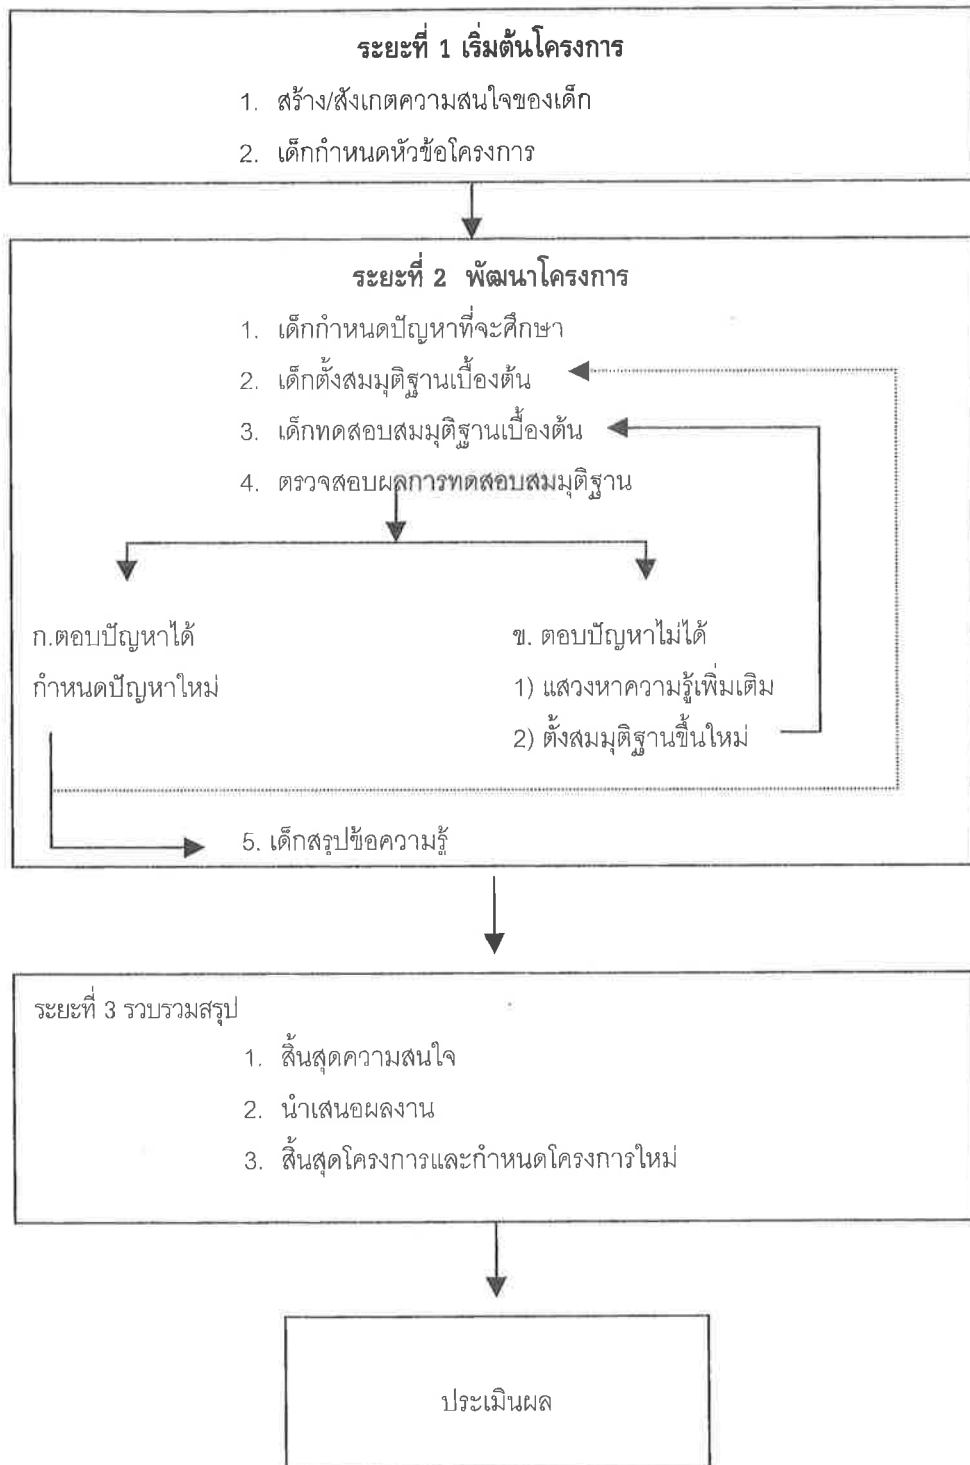 ระยะที่ 1 เริ่มต้นโครงการ
1. สร้าง/สังเกตความสนใจของเด็ก
2. เด็กกำหนดหัวข้อโครงการ
ระยะที่ 2 พัฒนาโครงการ
1. เด็กกำหนดปัญหาที่จะศึกษา
2. เด็กตั้งสมมุติฐานเบื้องต้น
3. เด็กทดสอบสมมุติฐานเบื้องต้น
4. ตรวจสอบผลการทดสอบสมมุติฐาน
ก.ตอบปัญหาได้
กำหนดปัญหาใหม่
ข. ตอบปัญหาไม่ได้
1) แสวงหาความรู้เพิ่มเติม
2) ตั้งสมมุติฐานขึ้นใหม่
5. เด็กสรุปข้อความรู้
ระยะที่ 3 รวบรวมสรุป
1. สิ้นสุดความสนใจ
2. นำเสนอผลงาน
3. สิ้นสุดโครงการและกำหนดโครงการใหม่
ประเมินผล